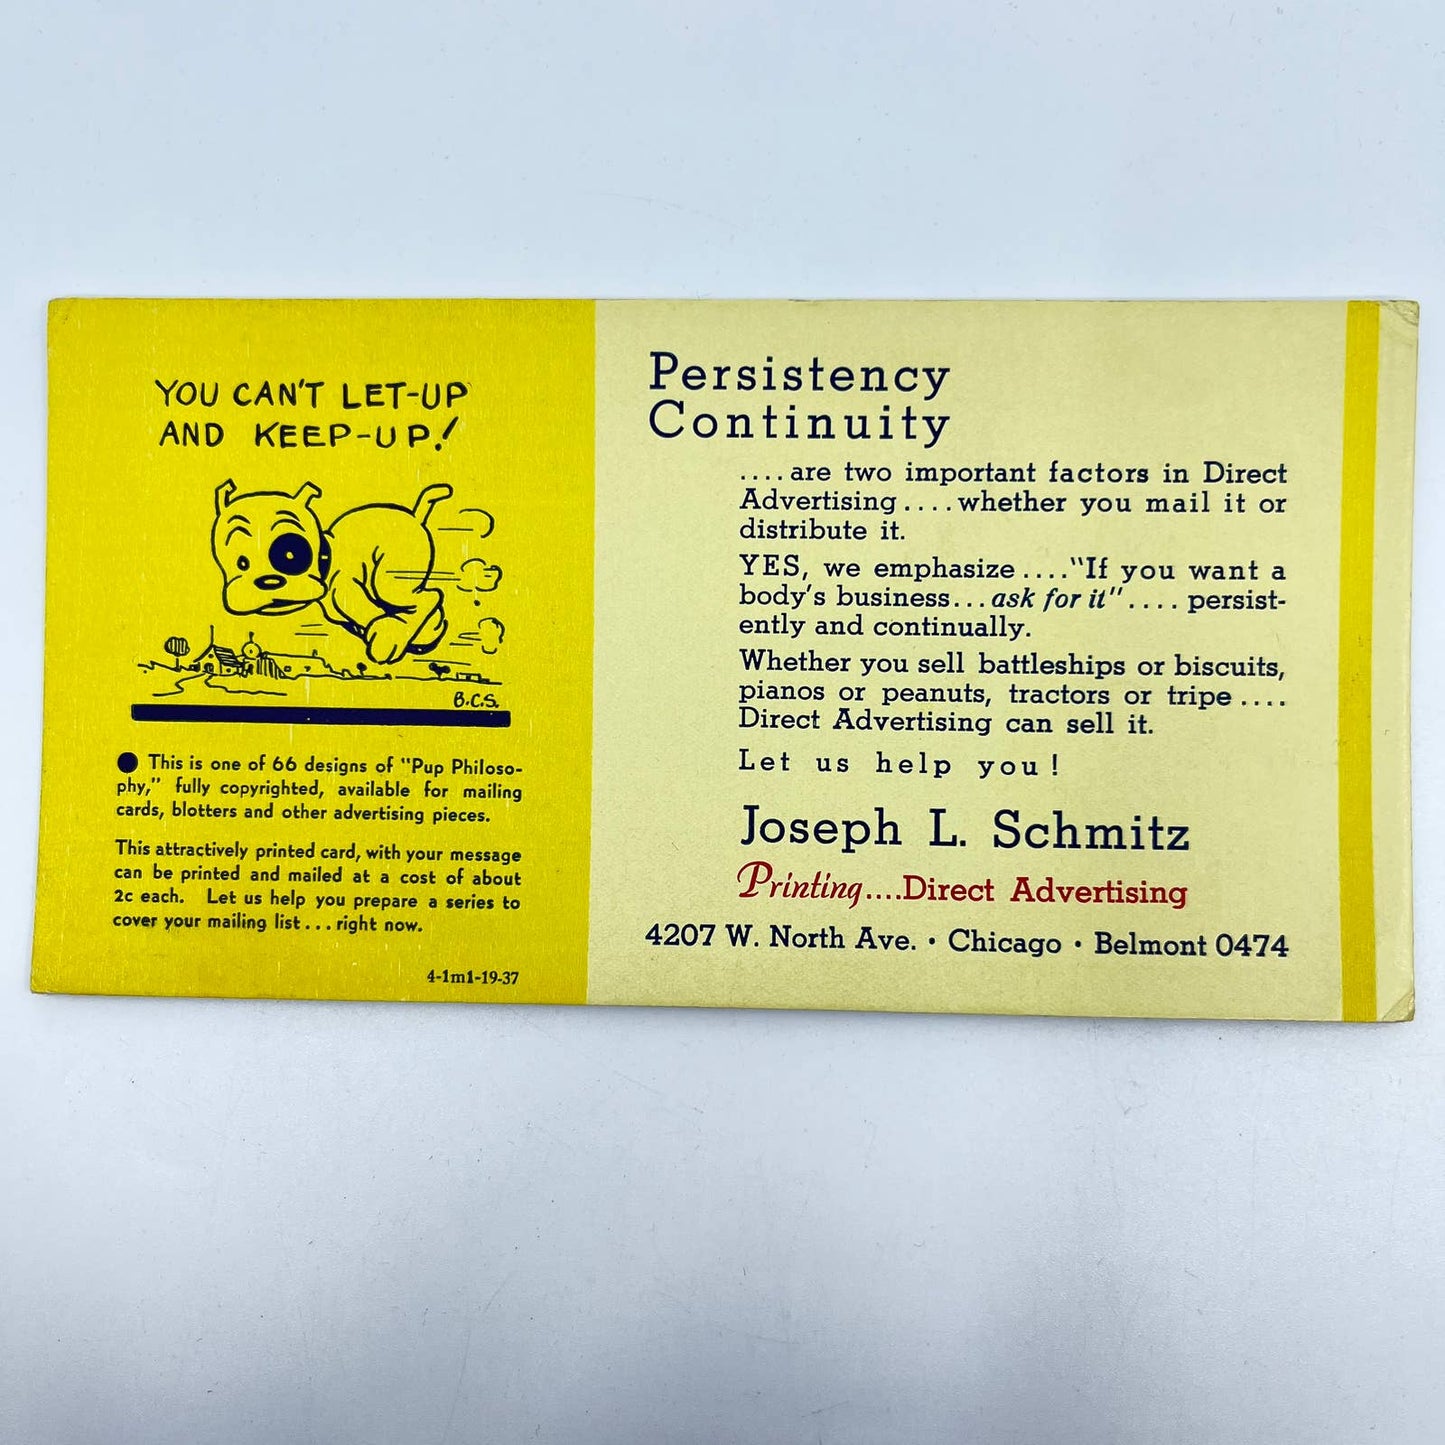 YOU CAN'T LET-UP
AND KEEP-UP!
B.C.S.
● This is one of 66 designs of "Pup Philoso-
phy," fully copyrighted, available for mailing
cards, blotters and other advertising pieces.
This attractively printed card, with your message
can be printed and mailed at a cost of about
2c each. Let us help you prepare a series to
cover your mailing list...right now.
4-1m1-19-37
Persistency
Continuity
....are two important factors in Direct
Advertising....whether you mail it or
distribute it.
YES, we emphasize...."If you want a
body's business...ask for it".... persist-
ently and continually.
Whether you sell battleships or biscuits,
pianos or peanuts, tractors or tripe....
Direct Advertising can sell it.
Let us help you!
Joseph L. Schmitz
Printing....Direct Advertising
4207 W. North Ave. • Chicago • Belmont 0474